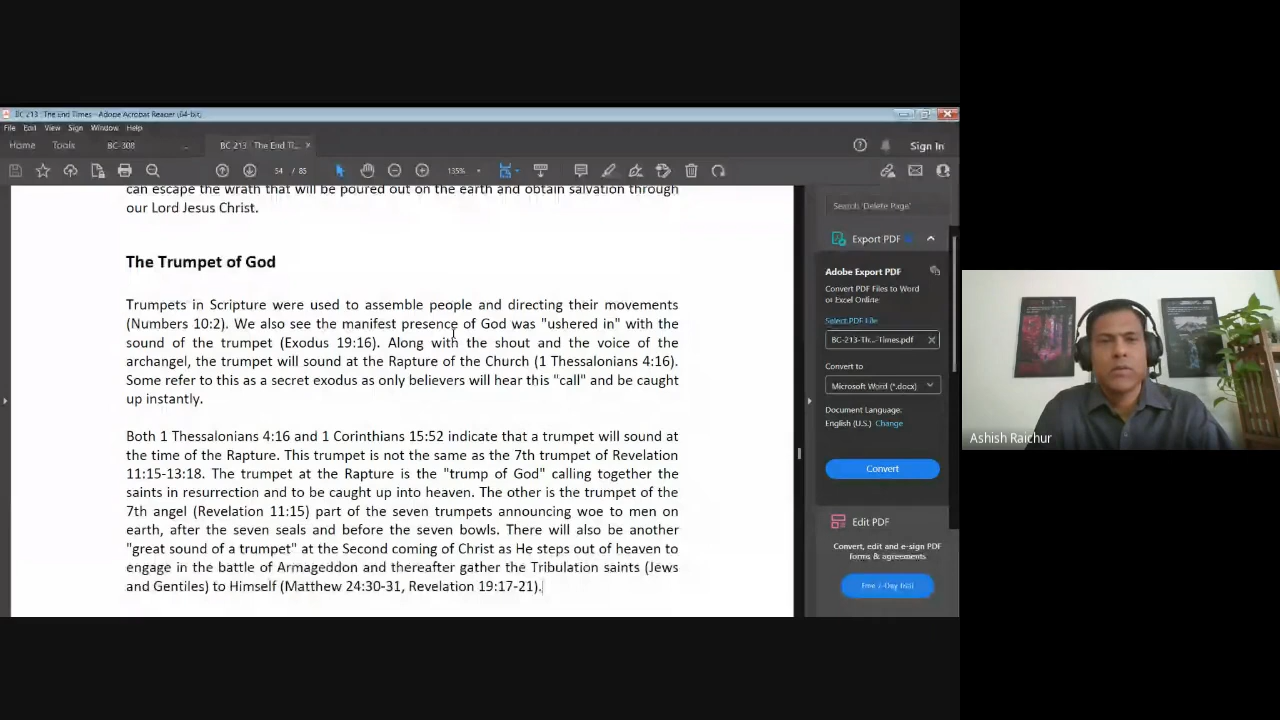 BC 213 : The End Times - Adobe Acrobat Reader (64-bit)
File Edit View Sign Window Help
Home Tools BC-308 ... BC 213 : The End Ti... ×
Sign In
54 / 85
135%
can escape the wrath that will be poured out on the earth and obtain salvation through
our Lord Jesus Christ.
The Trumpet of God
Trumpets in Scripture were used to assemble people and directing their movements
(Numbers 10:2). We also see the manifest presence of God was "ushered in" with the
sound of the trumpet (Exodus 19:16). Along with the shout and the voice of the
archangel, the trumpet will sound at the Rapture of the Church (1 Thessalonians 4:16).
Some refer to this as a secret exodus as only believers will hear this "call" and be caught
up instantly.
Both 1 Thessalonians 4:16 and 1 Corinthians 15:52 indicate that a trumpet will sound at
the time of the Rapture. This trumpet is not the same as the 7th trumpet of Revelation
11:15-13:18. The trumpet at the Rapture is the "trump of God" calling together the
saints in resurrection and to be caught up into heaven. The other is the trumpet of the
7th angel (Revelation 11:15) part of the seven trumpets announcing woe to men on
earth, after the seven seals and before the seven bowls. There will also be another
"great sound of a trumpet" at the Second coming of Christ as He steps out of heaven to
engage in the battle of Armageddon and thereafter gather the Tribulation saints (Jews
and Gentiles) to Himself (Matthew 24:30-31, Revelation 19:17-21).
Search 'Delete Page'
Export PDF
Adobe Export PDF
Convert PDF Files to Word
or Excel Online
Select PDF File
BC-213-Th...-Times.pdf
Convert to
Microsoft Word (*.docx)
Document Language:
English (U.S.) Change
Convert
Edit PDF
Convert, edit and e-sign PDF
forms & agreements
Free 7-Day Trial
Ashish Raichur